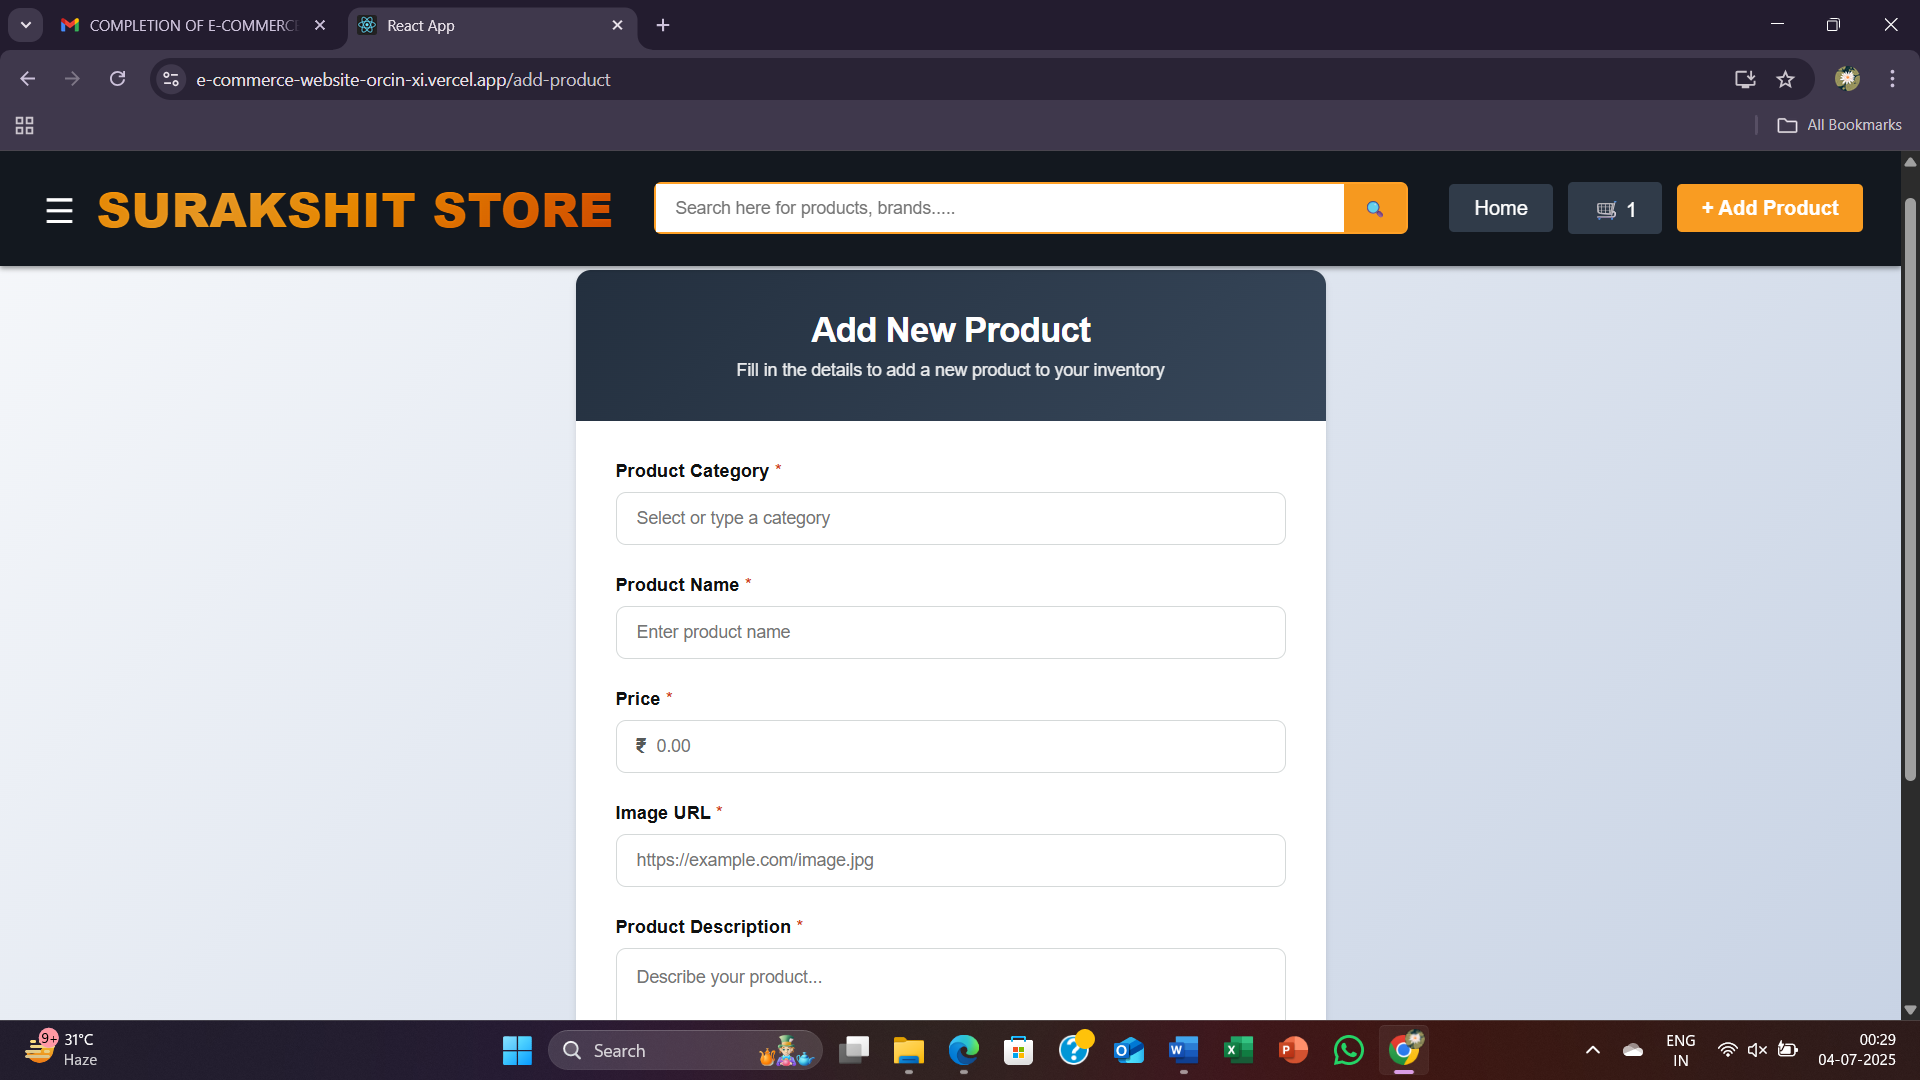 COMPLETION OF E-COMMERCE
React App
e-commerce-website-orcin-xi.vercel.app/add-product
All Bookmarks
SURAKSHIT STORE
Search here for products, brands.....
Home
1
+ Add Product
Add New Product
Fill in the details to add a new product to your inventory
Product Category *
Select or type a category
Product Name *
Enter product name
Price *
₹ 0.00
Image URL *
https://example.com/image.jpg
Product Description *
Describe your product...
9+
31°C
Haze
Search
ENG
IN
00:29
04-07-2025